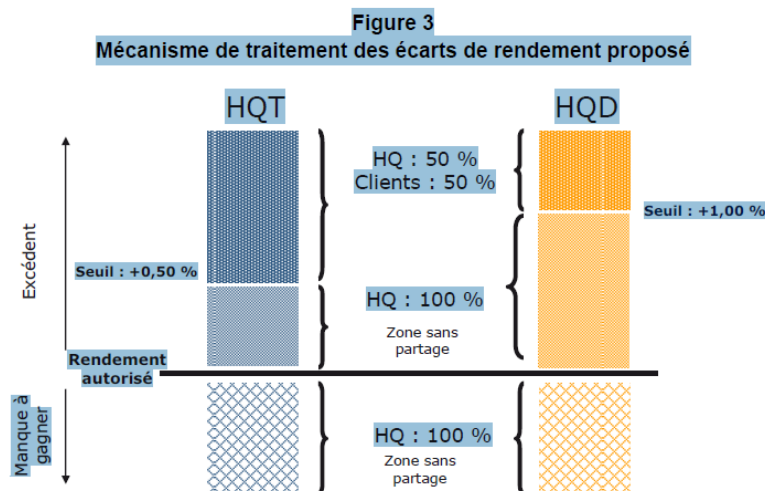 Figure 3
Mécanisme de traitement des écarts de rendement proposé
HQT
HQD
HQ : 50 %
Clients : 50 %
Excédent
Seuil : +1,00 %
Seuil : +0,50 %
HQ : 100 %
Zone sans
partage
Rendement
autorisé
Manque à
gagner
HQ : 100 %
Zone sans
partage